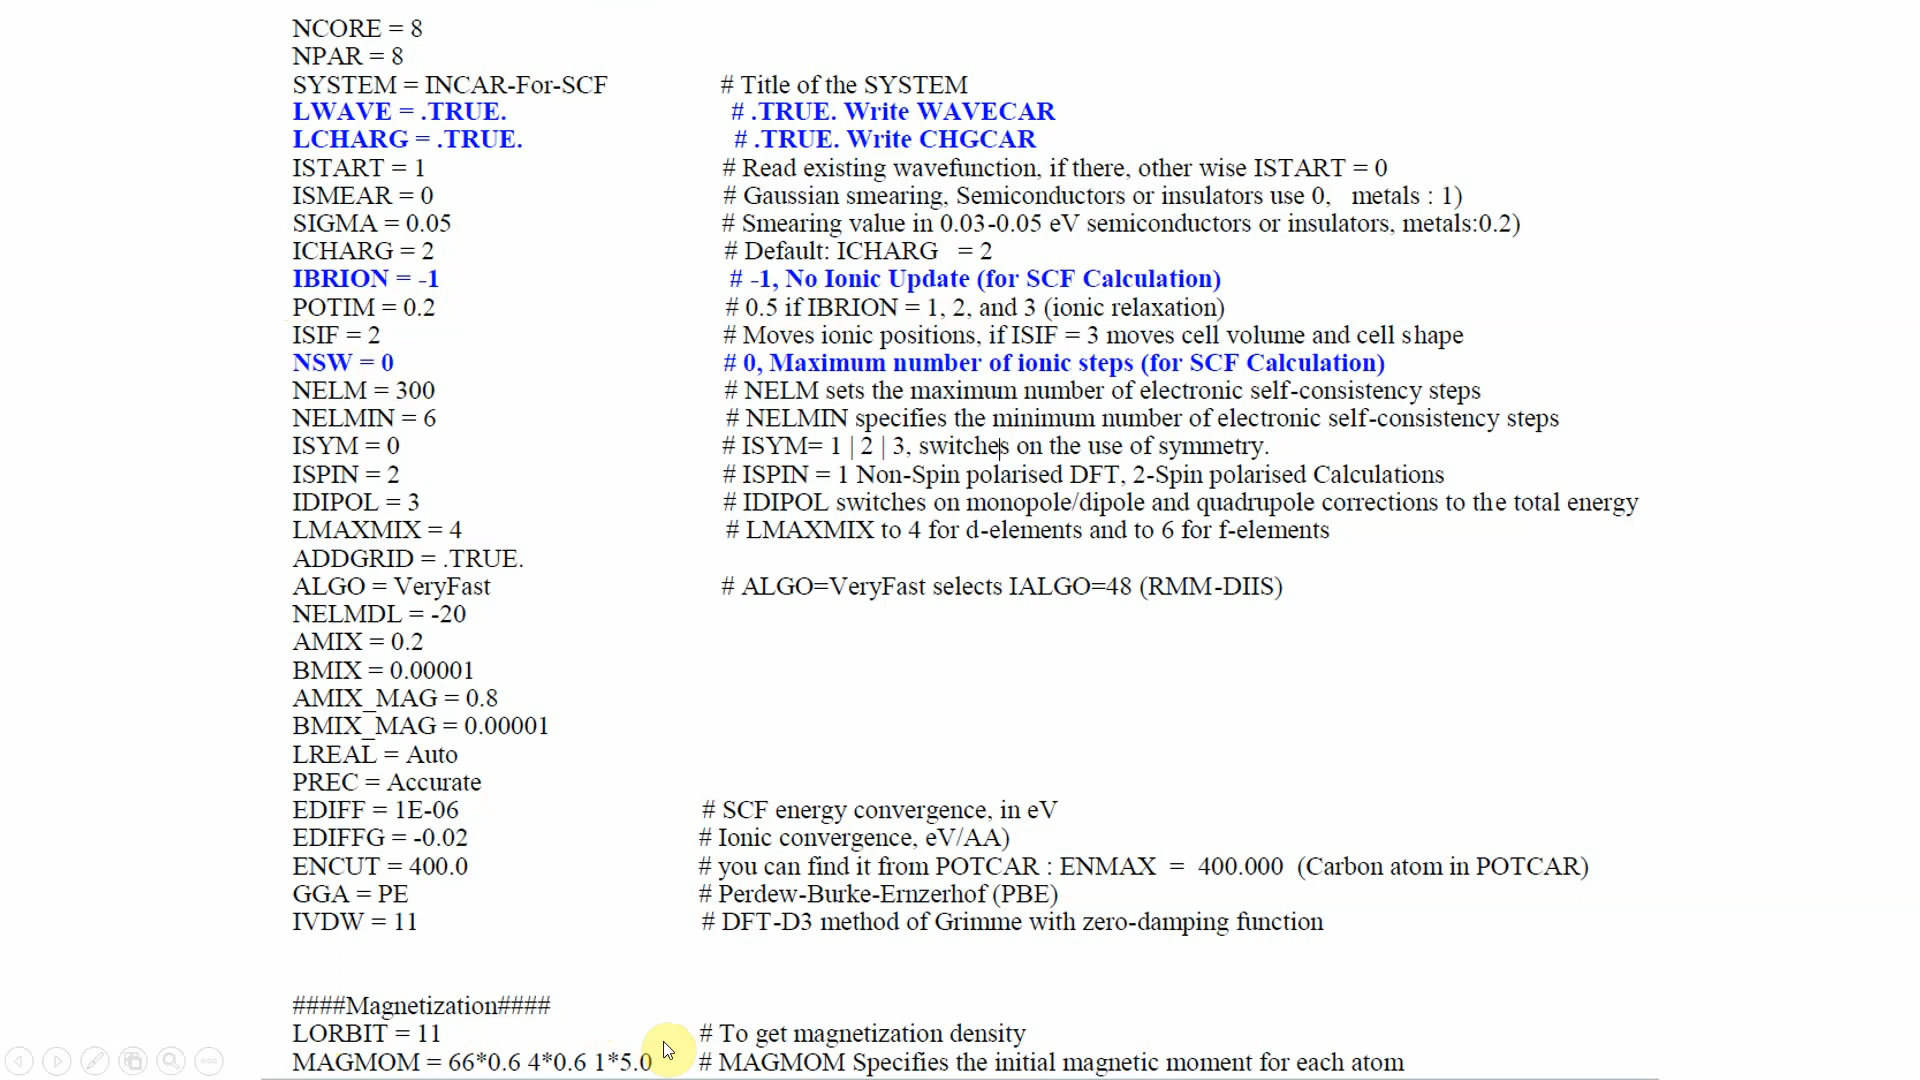 NCORE = 8
NPAR = 8
SYSTEM = INCAR-For-SCF # Title of the SYSTEM
LWAVE = .TRUE. # .TRUE. Write WAVECAR
LCHARG = .TRUE. # .TRUE. Write CHGCAR
ISTART = 1 # Read existing wavefunction, if there, other wise ISTART = 0
ISMEAR = 0 # Gaussian smearing, Semiconductors or insulators use 0, metals : 1)
SIGMA = 0.05 # Smearing value in 0.03-0.05 eV semiconductors or insulators, metals:0.2)
ICHARG = 2 # Default: ICHARG = 2
IBRION = -1 # -1, No Ionic Update (for SCF Calculation)
POTIM = 0.2 # 0.5 if IBRION = 1, 2, and 3 (ionic relaxation)
ISIF = 2 # Moves ionic positions, if ISIF = 3 moves cell volume and cell shape
NSW = 0 # 0, Maximum number of ionic steps (for SCF Calculation)
NELM = 300 # NELM sets the maximum number of electronic self-consistency steps
NELMIN = 6 # NELMIN specifies the minimum number of electronic self-consistency steps
ISYM = 0 # ISYM= 1 | 2 | 3, switches on the use of symmetry.
ISPIN = 2 # ISPIN = 1 Non-Spin polarised DFT, 2-Spin polarised Calculations
IDIPOL = 3 # IDIPOL switches on monopole/dipole and quadrupole corrections to the total energy
LMAXMIX = 4 # LMAXMIX to 4 for d-elements and to 6 for f-elements
ADDGRID = .TRUE.
ALGO = VeryFast # ALGO=VeryFast selects IALGO=48 (RMM-DIIS)
NELMDL = -20
AMIX = 0.2
BMIX = 0.00001
AMIX_MAG = 0.8
BMIX_MAG = 0.00001
LREAL = Auto
PREC = Accurate
EDIFF = 1E-06 # SCF energy convergence, in eV
EDIFFG = -0.02 # Ionic convergence, eV/AA)
ENCUT = 400.0 # you can find it from POTCAR : ENMAX = 400.000 (Carbon atom in POTCAR)
GGA = PE # Perdew-Burke-Ernzerhof (PBE)
IVDW = 11 # DFT-D3 method of Grimme with zero-damping function
####Magnetization####
LORBIT = 11 # To get magnetization density
MAGMOM = 66*0.6 4*0.6 1*5.0 # MAGMOM Specifies the initial magnetic moment for each atom